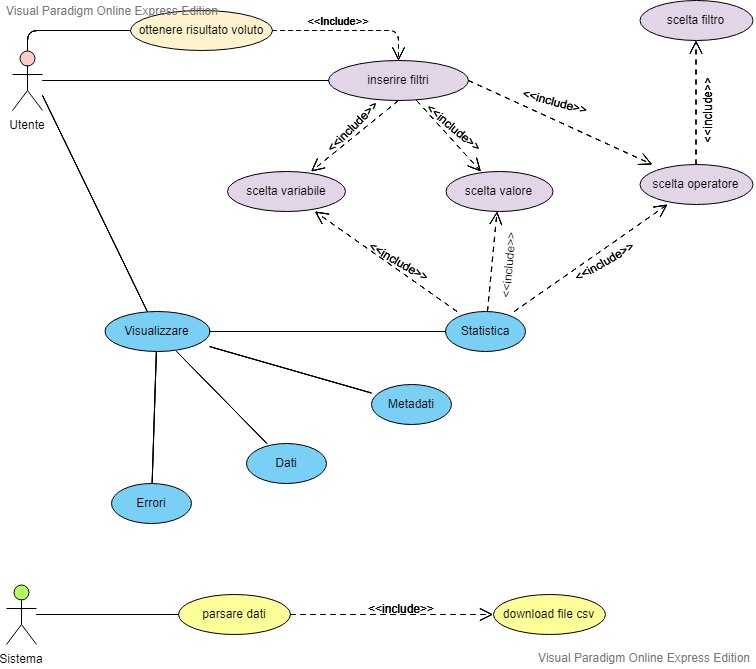 Visual Paradigm Online Express Edition
ottenere risultato voluto
<<Include>>
scelta filtro
Utente
inserire filtri
<<include>>
<<include>>
<<include>>
<<include>>
scelta variabile
scelta valore
scelta operatore
<<include>>
<<include>>
<<include>>
Visualizzare
Statistica
Metadati
Dati
Errori
Sistema
parsare dati
<<include>>
download file csv
Visual Paradigm Online Express Edition